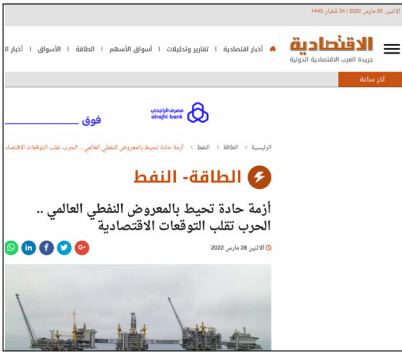 الإثنين, 28 مارس 2022 | 24 شعبان 1443
الاقتصادية
جريدة العرب الاقتصادية الدولية
أخبار اقتصادية | تقارير وتحليلات | أسواق الأسهم | الطاقة | الأسواق | أخبار ا
آخر ساعة
مصرف الراجحي
alrajhi bank
فوق
الرئيسية > الطاقة > النفط > أزمة حادة تحيط بالمعروض النفطي العالمي .. الحرب تقلب التوقعات الاقتصاد
الطاقة- النفط
أزمة حادة تحيط بالمعروض النفطي العالمي ..
الحرب تقلب التوقعات الاقتصادية
الاثنين 28 مارس 2022